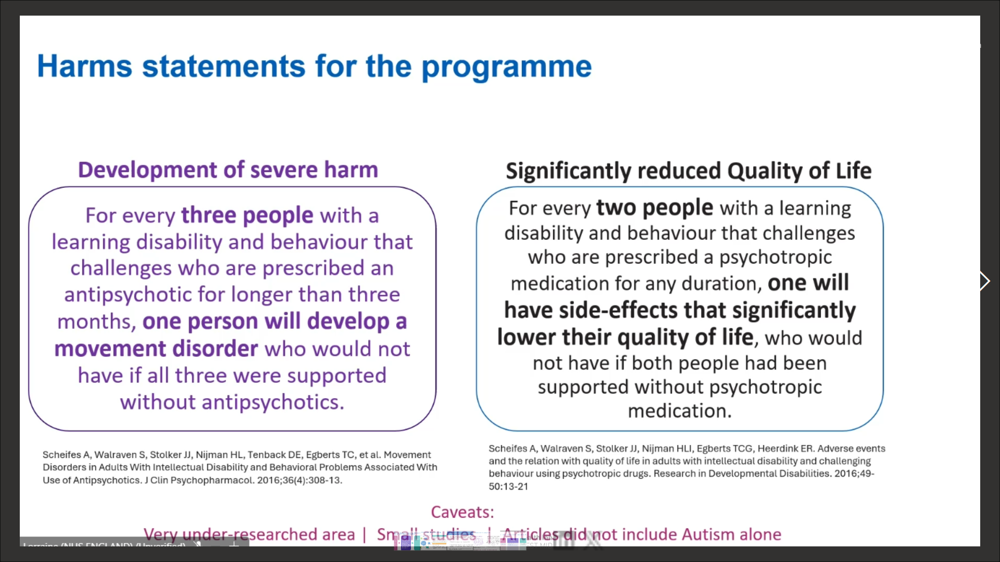 Harms statements for the programme
Development of severe harm
For every three people with a
learning disability and behaviour that
challenges who are prescribed an
antipsychotic for longer than three
months, one person will develop a
movement disorder who would not
have if all three were supported
without antipsychotics.
Scheifes A, Walraven S, Stolker JJ, Nijman HL, Tenback DE, Egberts TC, et al. Movement
Disorders in Adults With Intellectual Disability and Behavioral Problems Associated With
Use of Antipsychotics. J Clin Psychopharmacol. 2016;36(4):308-13.
Significantly reduced Quality of Life
For every two people with a learning
disability and behaviour that challenges
who are prescribed a psychotropic
medication for any duration, one will
have side-effects that significantly
lower their quality of life, who would
not have if both people had been
supported without psychotropic
medication.
Scheifes A, Walraven S, Stolker JJ, Nijman HLI, Egberts TCG, Heerdink ER. Adverse events
and the relation with quality of life in adults with intellectual disability and challenging
behaviour using psychotropic drugs. Research in Developmental Disabilities. 2016;49-
50:13-21
Caveats:
Very under-researched area | Small studies | Articles did not include Autism alone
Lorraine (NHS ENGLAND) (Unverified)